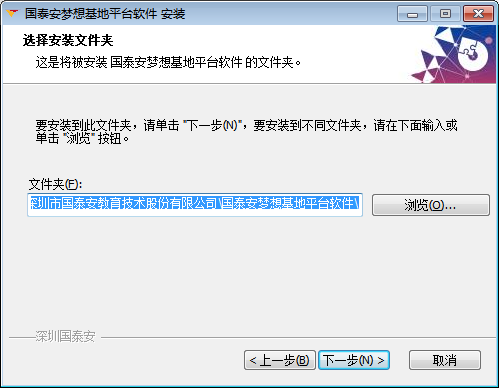 国泰安梦想基地平台软件 安装
选择安装文件夹
这是将被安装 国泰安梦想基地平台软件 的文件夹。
要安装到此文件夹，请单击 "下一步(N)"，要安装到不同文件夹，请在下面输入或
单击 "浏览" 按钮。
文件夹(F):
深圳市国泰安教育技术股份有限公司\国泰安梦想基地平台软件\
浏览(O)...
深圳国泰安
< 上一步(B)
下一步(N) >
取消